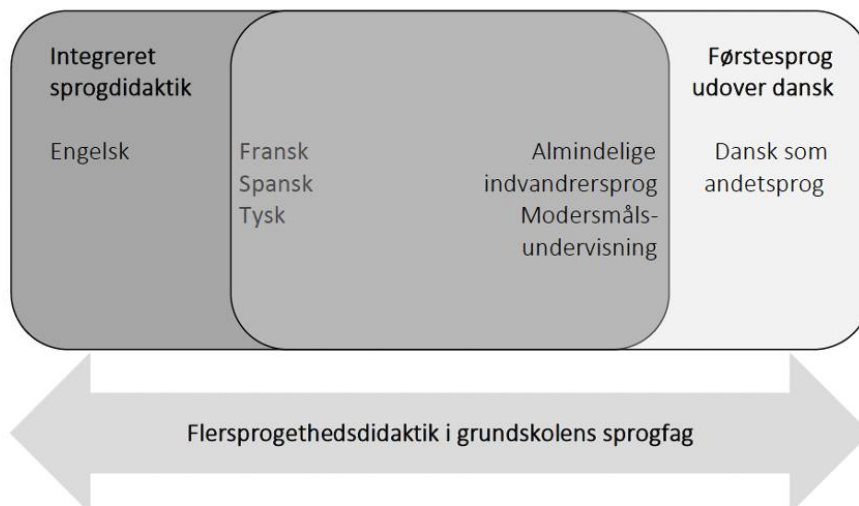 Integreret
sprogdidaktik
Engelsk
Fransk
Spansk
Tysk
Almindelige
indvandrersprog
Modersmåls-
undervisning
Førstesprog
udover dansk
Dansk som
andetsprog
Flersprogethedsdidaktik i grundskolens sprogfag